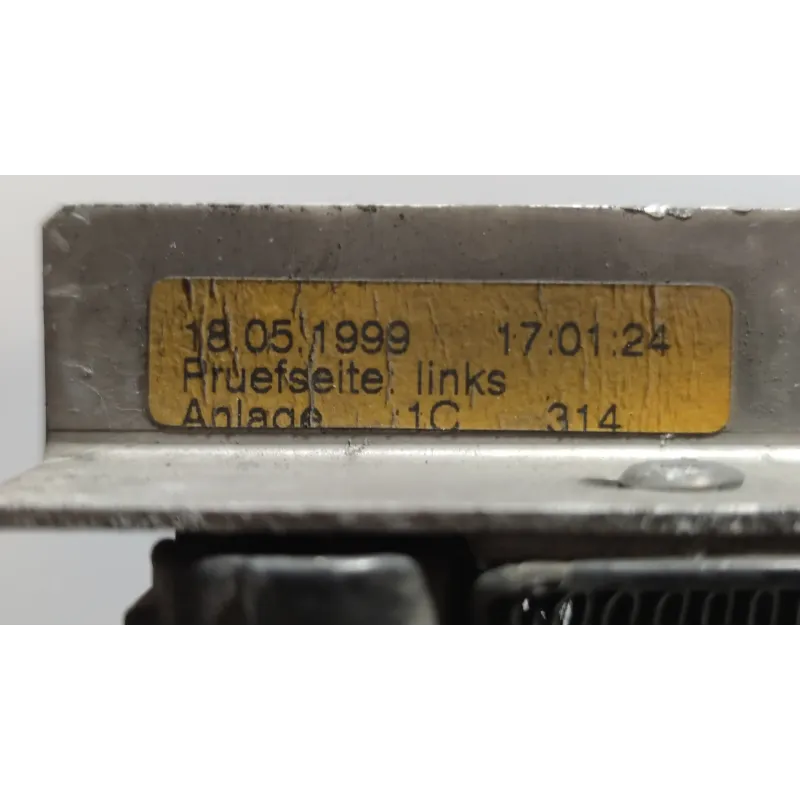 18.05.1999 17:01:24
Pruefseite: links
Anlage 1C 314